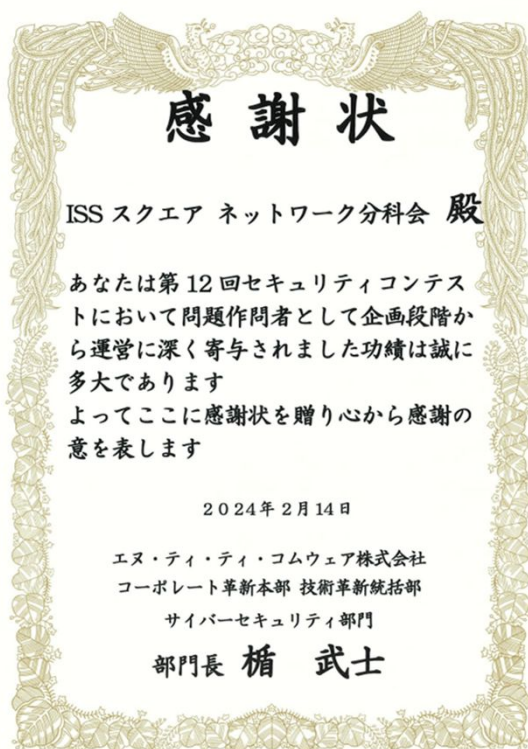 感謝状
ISS スクエア ネットワーク分科会 殿
あなたは第 12 回セキュリティコンテス
トにおいて問題作問者として企画段階か
ら運営に深く寄与されました功績は誠に
多大であります
よってここに感謝状を贈り心から感謝の
意を表します
２０２４年 ２月 14 日
エヌ・ティ・ティ・コムウェア株式会社
コーポレート革新本部 技術革新統括部
サイバーセキュリティ部門
部門長 楯 武士